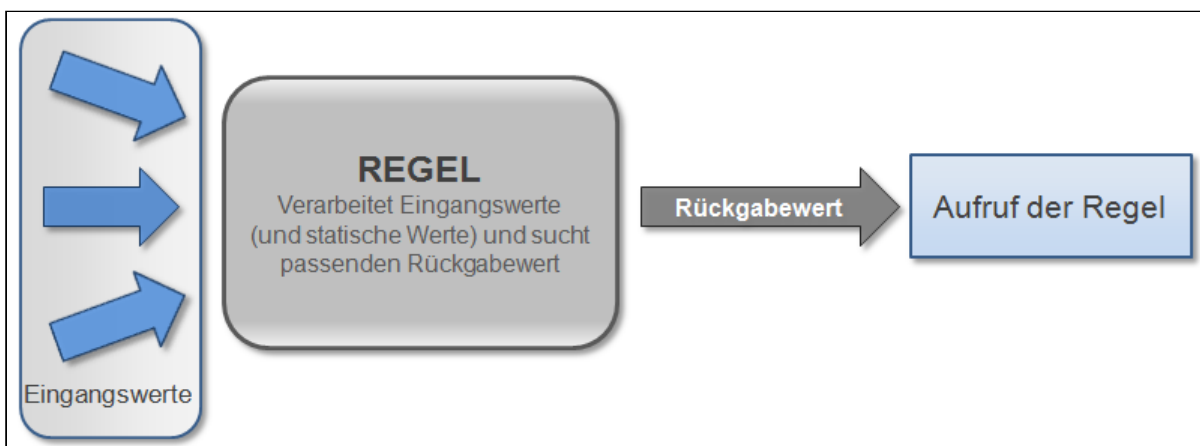 Eingangswerte
REGEL
Verarbeitet Eingangswerte
(und statische Werte) und sucht
passenden Rückgabewert
Rückgabewert
Aufruf der Regel